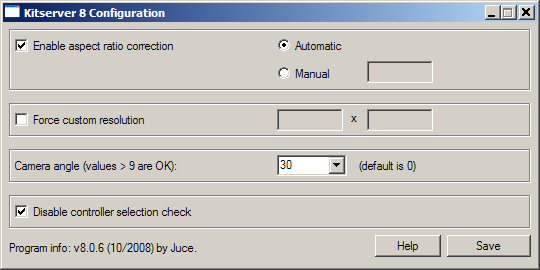 Kitserver 8 Configuration
Enable aspect ratio correction
Automatic
Manual
Force custom resolution
x
Camera angle (values > 9 are OK):
30
(default is 0)
Disable controller selection check
Program info: v8.0.6 (10/2008) by Juce.
Help
Save